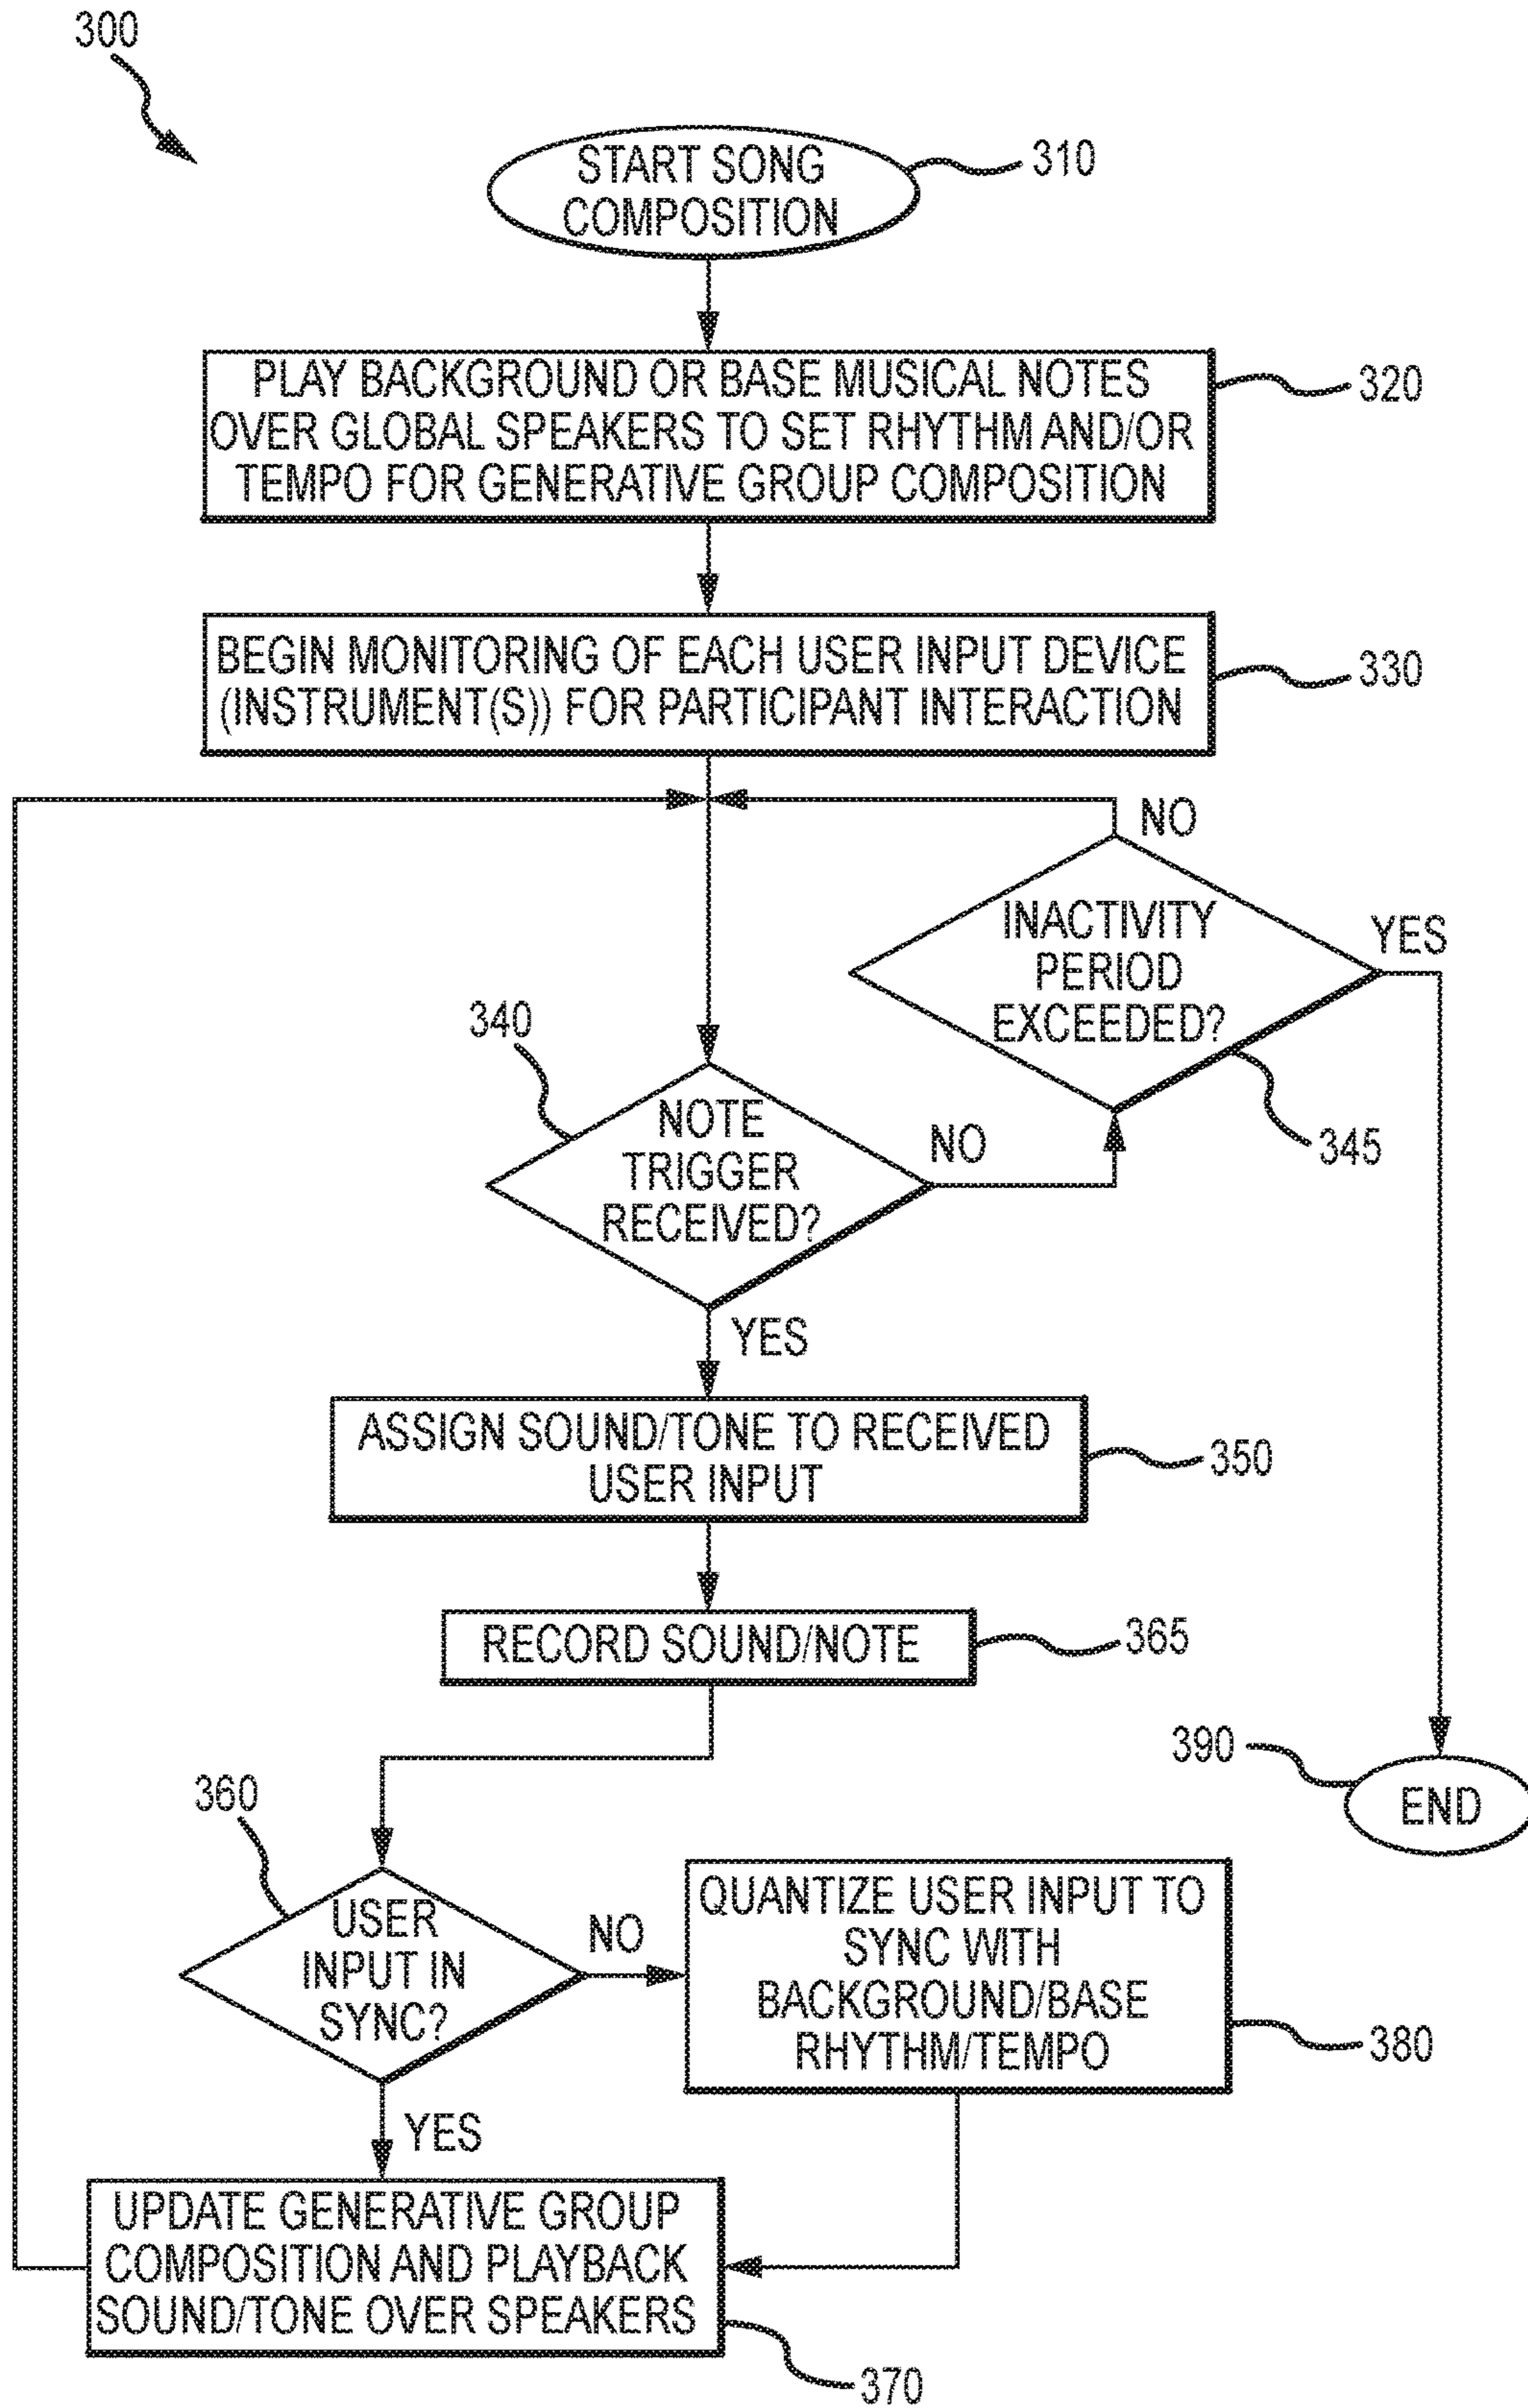 300
START SONG
COMPOSITION
310
PLAY BACKGROUND OR BASE MUSICAL NOTES
OVER GLOBAL SPEAKERS TO SET RHYTHM AND/OR
TEMPO FOR GENERATIVE GROUP COMPOSITION
320
BEGIN MONITORING OF EACH USER INPUT DEVICE
(INSTRUMENT(S)) FOR PARTICIPANT INTERACTION
330
NO
INACTIVITY
PERIOD
EXCEEDED?
YES
345
340
NOTE
TRIGGER
RECEIVED?
NO
YES
ASSIGN SOUND/TONE TO RECEIVED
USER INPUT
350
RECORD SOUND/NOTE
365
390
END
360
USER
INPUT IN
SYNC?
NO
QUANTIZE USER INPUT TO
SYNC WITH
BACKGROUND/BASE
RHYTHM/TEMPO
380
YES
UPDATE GENERATIVE GROUP
COMPOSITION AND PLAYBACK
SOUND/TONE OVER SPEAKERS
370